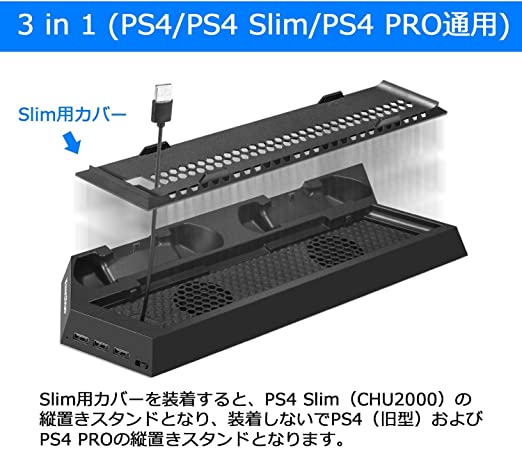 3 in 1 (PS4/PS4 Slim/PS4 PRO通用)
Slim用カバー
Slim用カバーを装着すると、PS4 Slim（CHU2000）の
縦置きスタンドとなり、装着しないでPS4（旧型）および
PS4 PROの縦置きスタンドとなります。